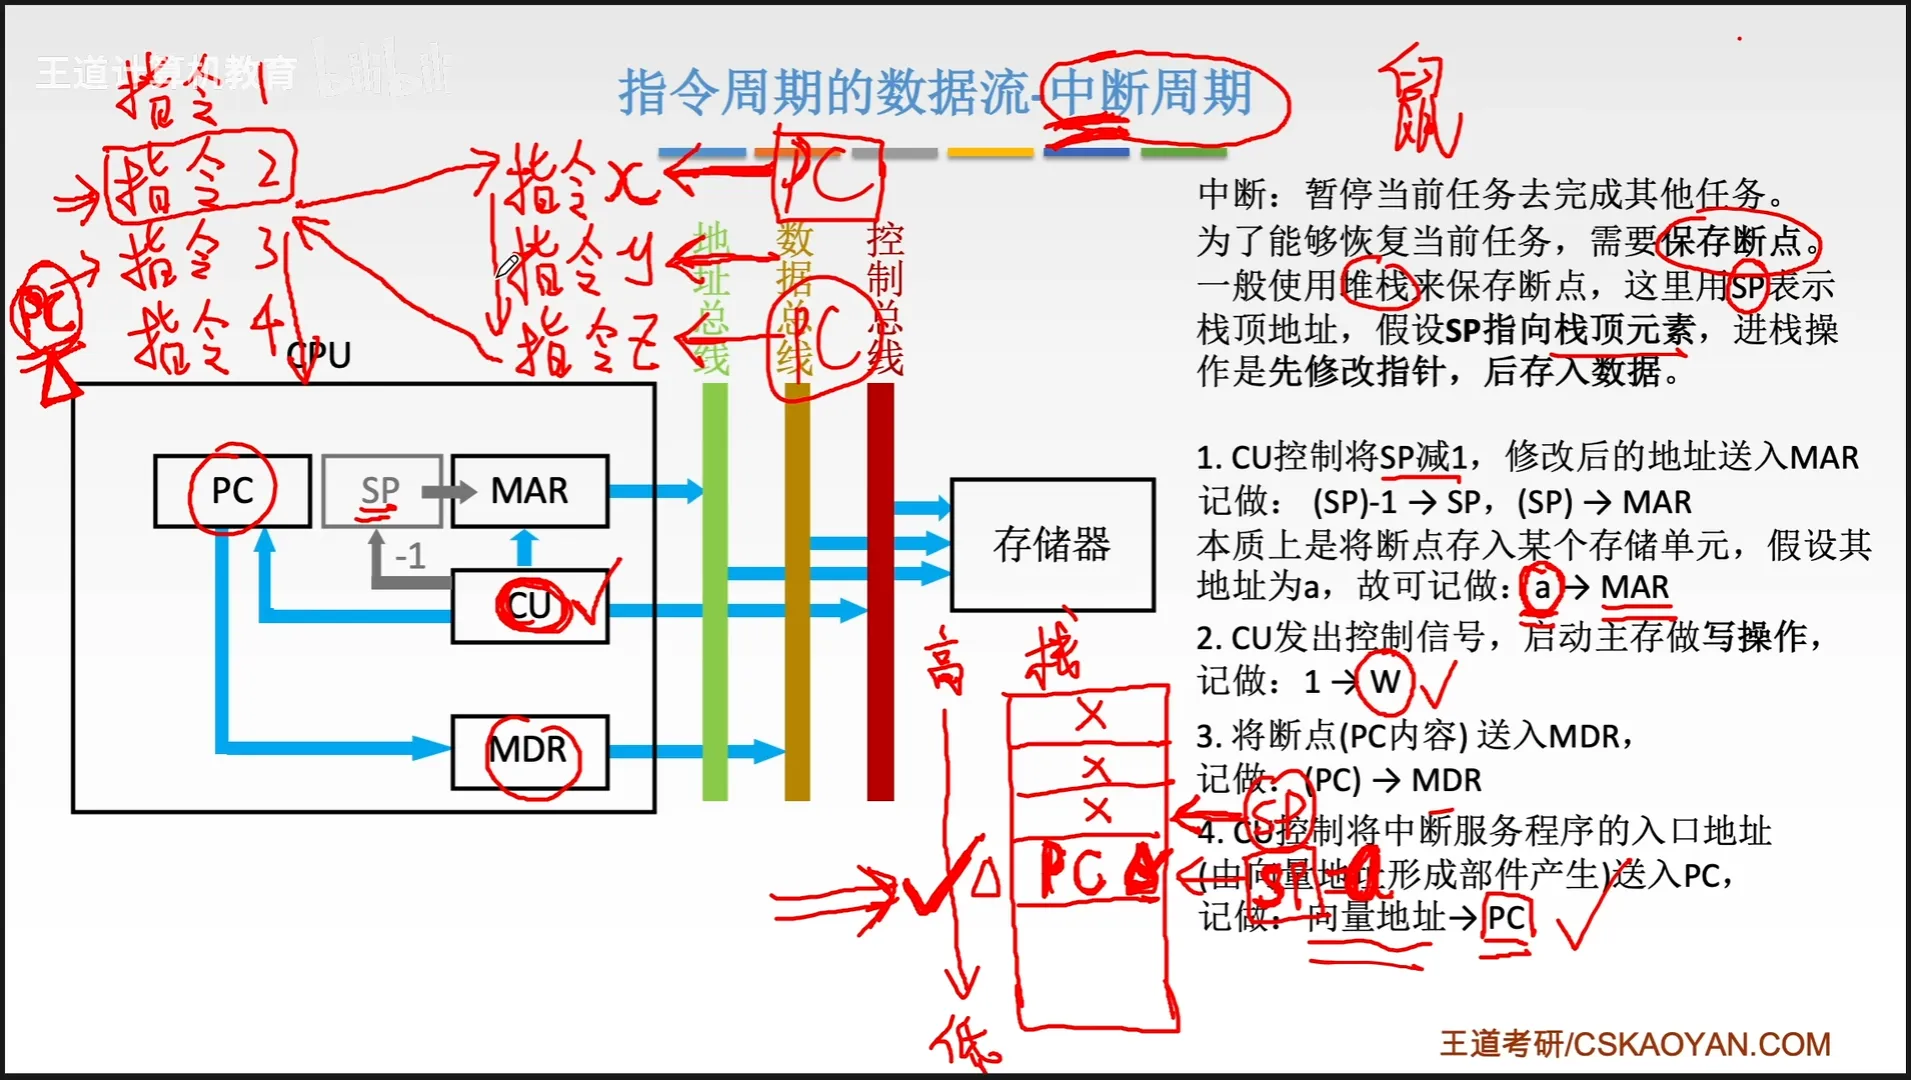 王道计算机教育 bilibili
指令周期的数据流-中断周期
鼠
指令 1
指令 2
指令 3
指令 4
PC
指令 x
指令 y
指令 z
PC
PC
地址总线
数据总线
控制总线
CPU
PC
SP
MAR
-1
CU
MDR
存储器
中断：暂停当前任务去完成其他任务。
为了能够恢复当前任务，需要保存断点。
一般使用堆栈来保存断点，这里用SP表示
栈顶地址，假设SP指向栈顶元素，进栈操
作是先修改指针，后存入数据。
1. CU控制将SP减1，修改后的地址送入MAR
记做： (SP)-1 → SP，(SP) → MAR
本质上是将断点存入某个存储单元，假设其
地址为a，故可记做：a → MAR
2. CU发出控制信号，启动主存做写操作，
记做：1 → W
3. 将断点(PC内容) 送入MDR，
记做：(PC) → MDR
4. CU控制将中断服务程序的入口地址
(由向量地址形成部件产生)送入PC，
记做：向量地址→ PC
高
栈
x
x
x
SP
PC
SP
a
低
王道考研/CSKAOYAN.COM